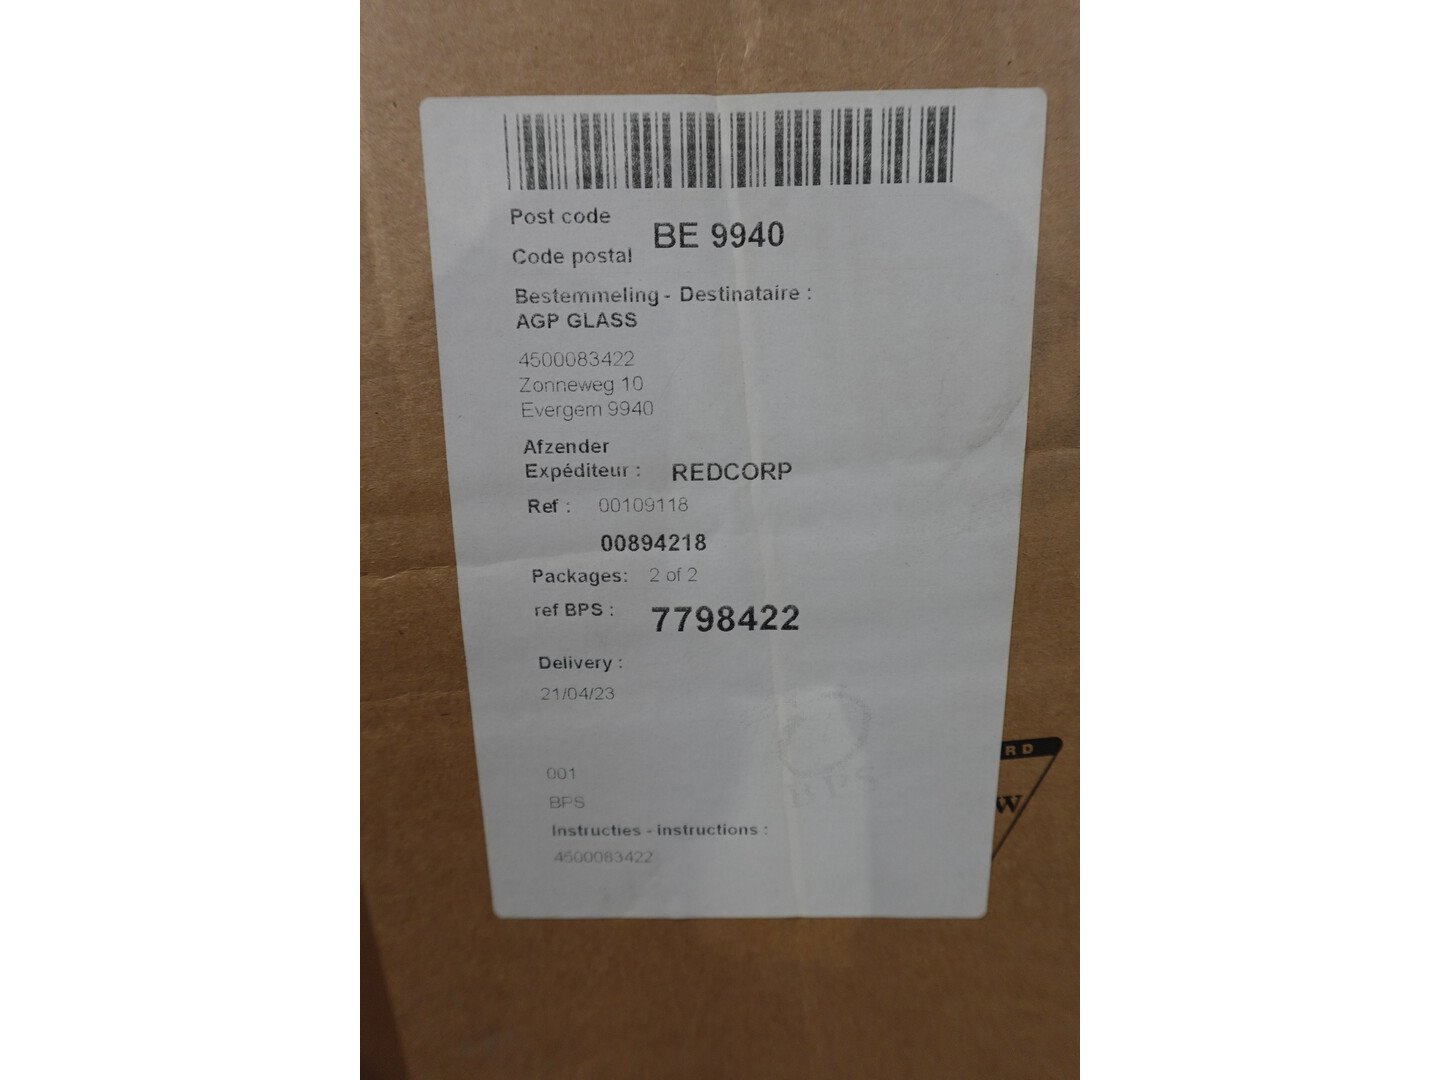 Post code
BE 9940
Code postal
Bestemmeling - Destinataire :
AGP GLASS
4500083422
Zonneweg 10
Evergem 9940
Afzender
Expéditeur : REDCORP
Ref : 00109118
00894218
Packages: 2 of 2
ref BPS : 7798422
Delivery :
21/04/23
001
BPS
Instructies - instructions :
4500083422
RD
W